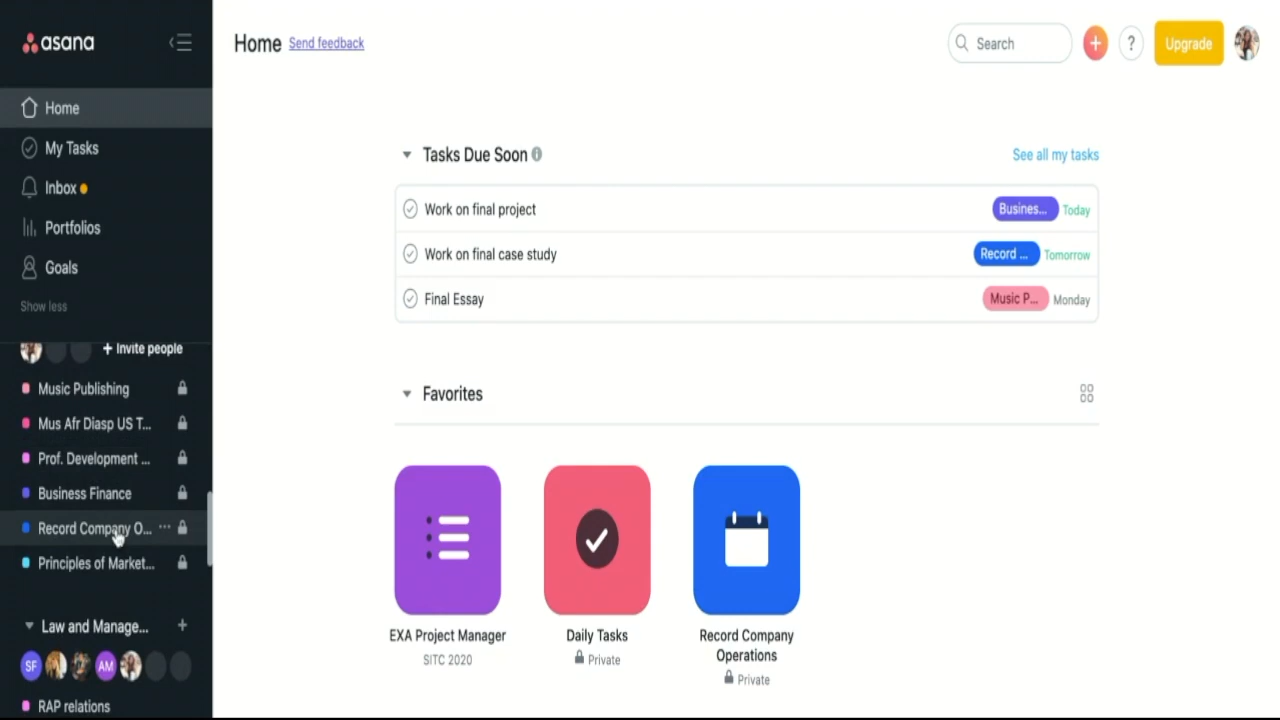 asana
Home
My Tasks
Inbox
Portfolios
Goals
Show less
+ Invite people
Music Publishing
Mus Afr Diasp US T...
Prof. Development ...
Business Finance
Record Company O... ...
Principles of Market...
Law and Manage... +
SF AM
RAP relations
Home Send feedback
Search + ? Upgrade
Tasks Due Soon See all my tasks
Work on final project Busines... Today
Work on final case study Record ... Tomorrow
Final Essay Music P... Monday
Favorites
EXA Project Manager
SITC 2020
Daily Tasks
Private
Record Company
Operations
Private